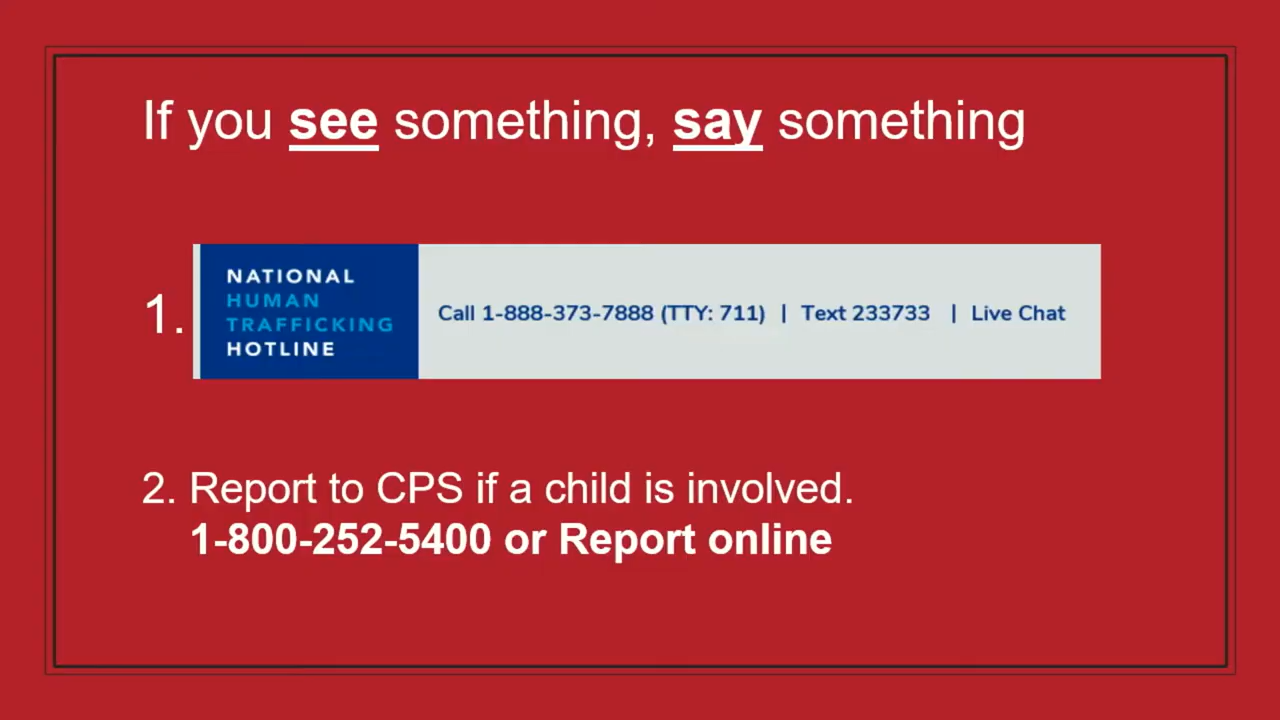 If you see something, say something
1.
NATIONAL
HUMAN
TRAFFICKING
HOTLINE
Call 1-888-373-7888 (TTY: 711) | Text 233733 | Live Chat
2. Report to CPS if a child is involved.
1-800-252-5400 or Report online